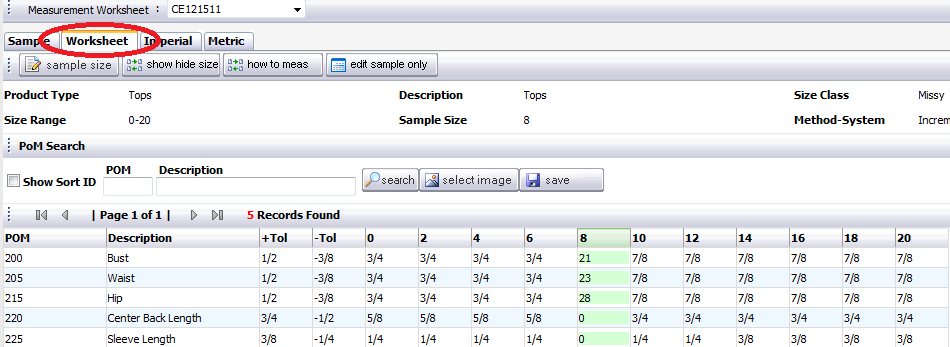 Measurement Worksheet : CE121511
Sample Worksheet Imperial Metric
sample size show hide size how to meas edit sample only
Product Type Tops Description Tops Size Class Missy
Size Range 0-20 Sample Size 8 Method-System Increm
PoM Search
POM Description
Show Sort ID search select image save
| Page 1 of 1 | 5 Records Found
POM Description +Tol -Tol 0 2 4 6 8 10 12 14 16 18 20
200 Bust 1/2 -3/8 3/4 3/4 3/4 3/4 21 7/8 7/8 7/8 7/8 7/8 7/8
205 Waist 1/2 -3/8 3/4 3/4 3/4 3/4 23 7/8 7/8 7/8 7/8 7/8 7/8
215 Hip 1/2 -3/8 3/4 3/4 3/4 3/4 28 7/8 7/8 7/8 7/8 7/8 7/8
220 Center Back Length 3/4 -1/2 5/8 5/8 5/8 5/8 0 3/4 3/4 3/4 3/4 3/4 3/4
225 Sleeve Length 3/8 -1/4 1/4 1/4 1/4 1/4 0 1/4 1/4 3/8 3/8 3/8 3/8